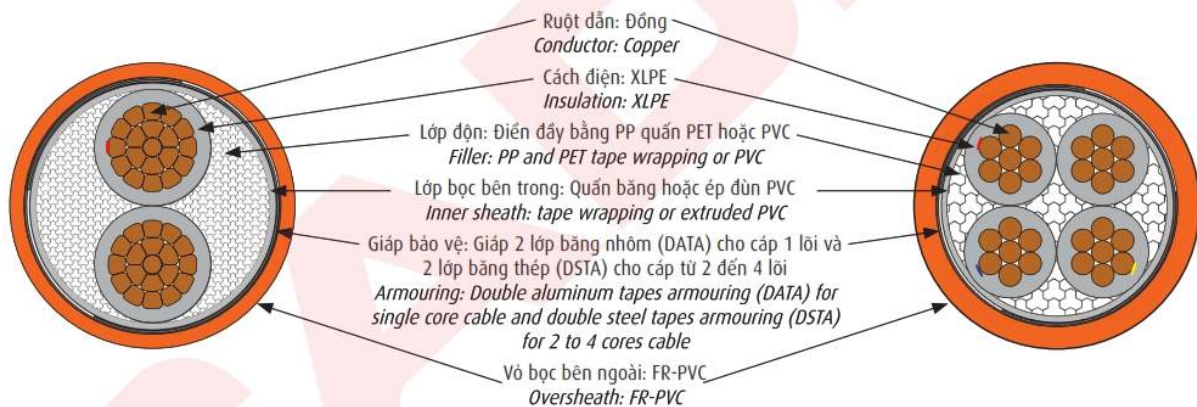 Ruột dẫn: Đồng
Conductor: Copper
Cách điện: XLPE
Insulation: XLPE
Lớp độn: Điền đầy bằng PP quấn PET hoặc PVC
Filler: PP and PET tape wrapping or PVC
Lớp bọc bên trong: Quấn băng hoặc ép đùn PVC
Inner sheath: tape wrapping or extruded PVC
Giáp bảo vệ: Giáp 2 lớp băng nhôm (DATA) cho cáp 1 lõi và
2 lớp băng thép (DSTA) cho cáp từ 2 đến 4 lõi
Armouring: Double aluminum tapes armouring (DATA) for
single core cable and double steel tapes armouring (DSTA)
for 2 to 4 cores cable
Vỏ bọc bên ngoài: FR-PVC
Oversheath: FR-PVC